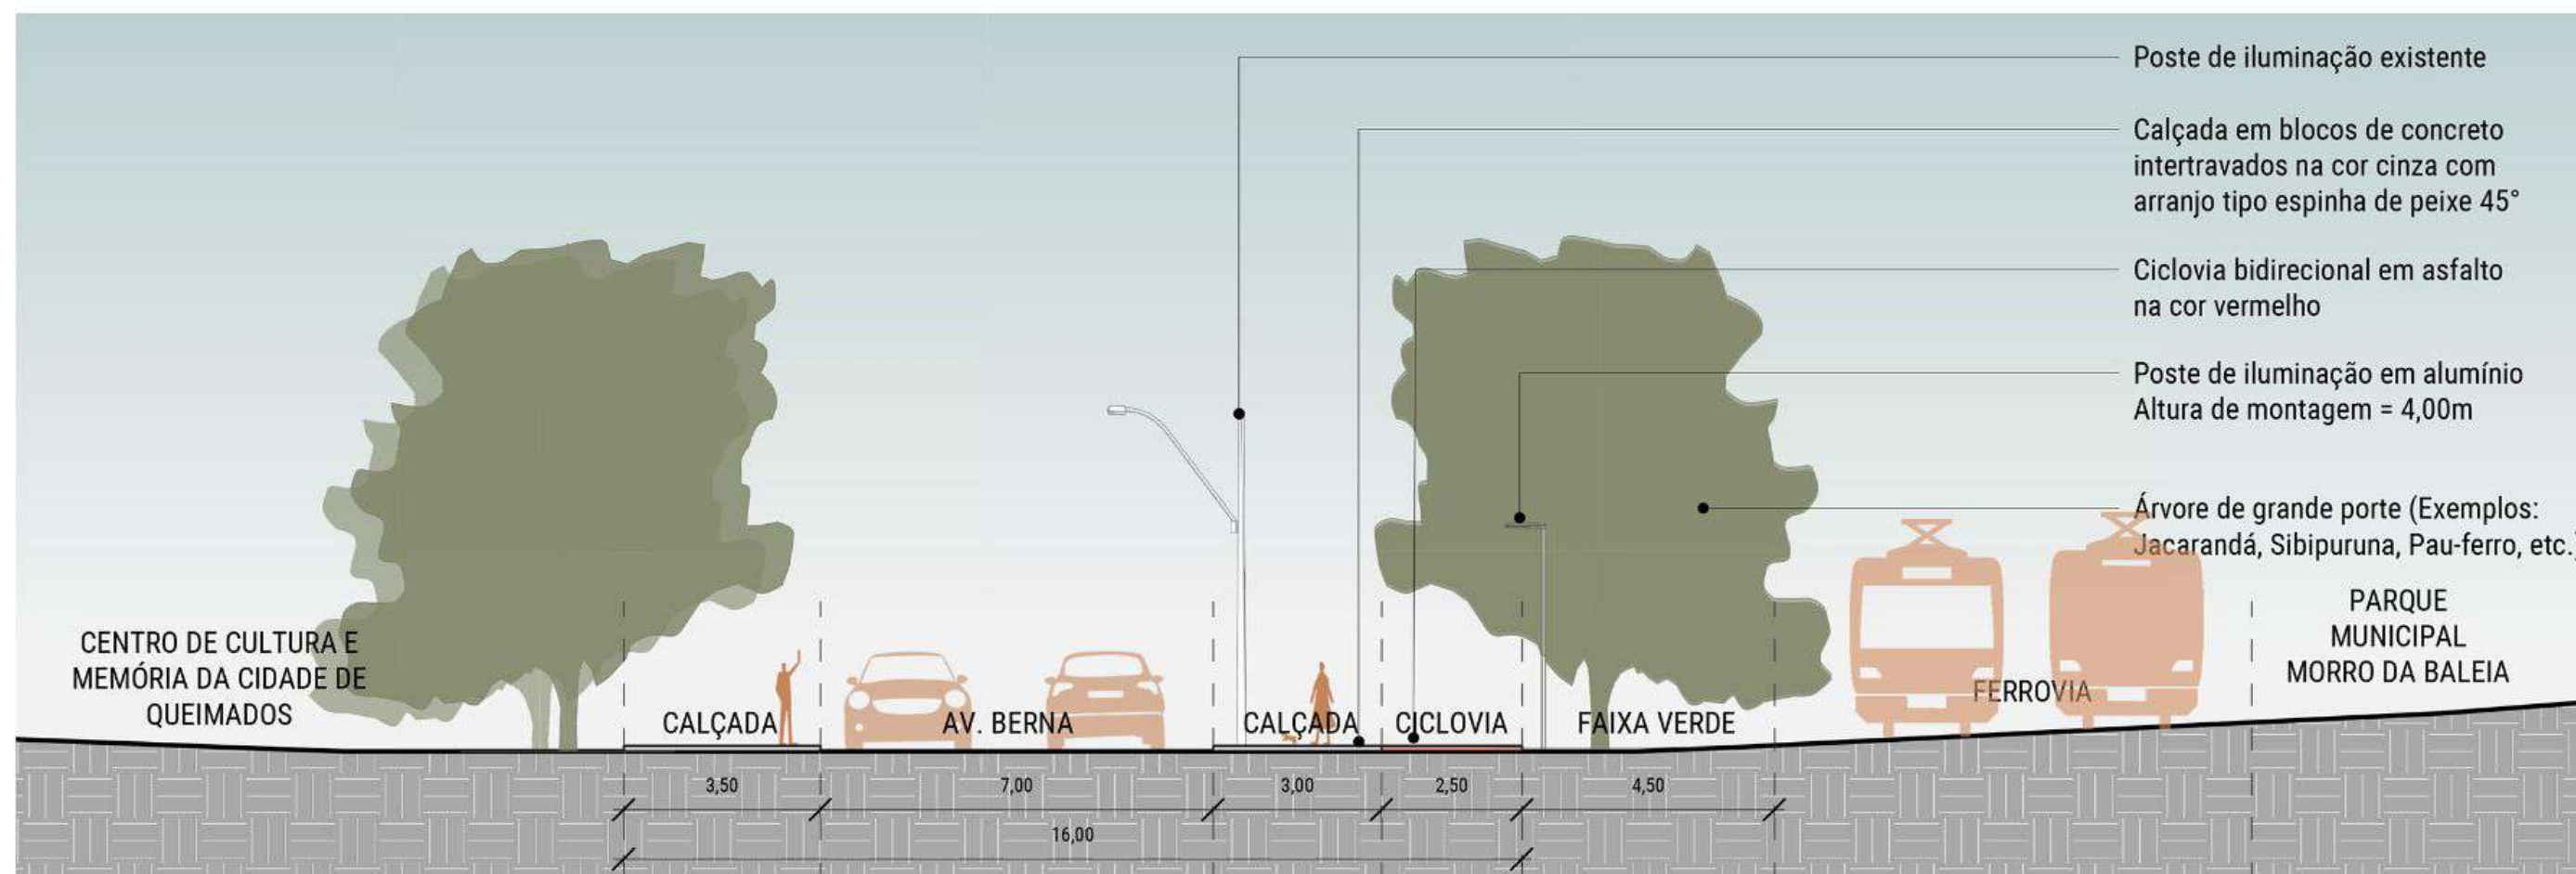 Poste de iluminação existente
Calçada em blocos de concreto
intertravados na cor cinza com
arranjo tipo espinha de peixe 45°
Ciclovia bidirecional em asfalto
na cor vermelho
Poste de iluminação em alumínio
Altura de montagem = 4,00m
Árvore de grande porte (Exemplos:
Jacarandá, Sibipuruna, Pau-ferro, etc.)
CENTRO DE CULTURA E
MEMÓRIA DA CIDADE DE
QUEIMADOS
CALÇADA
AV. BERNA
CALÇADA
CICLOVIA
FAIXA VERDE
FERROVIA
PARQUE
MUNICIPAL
MORRO DA BALEIA
3,50
7,00
3,00
2,50
4,50
16,00